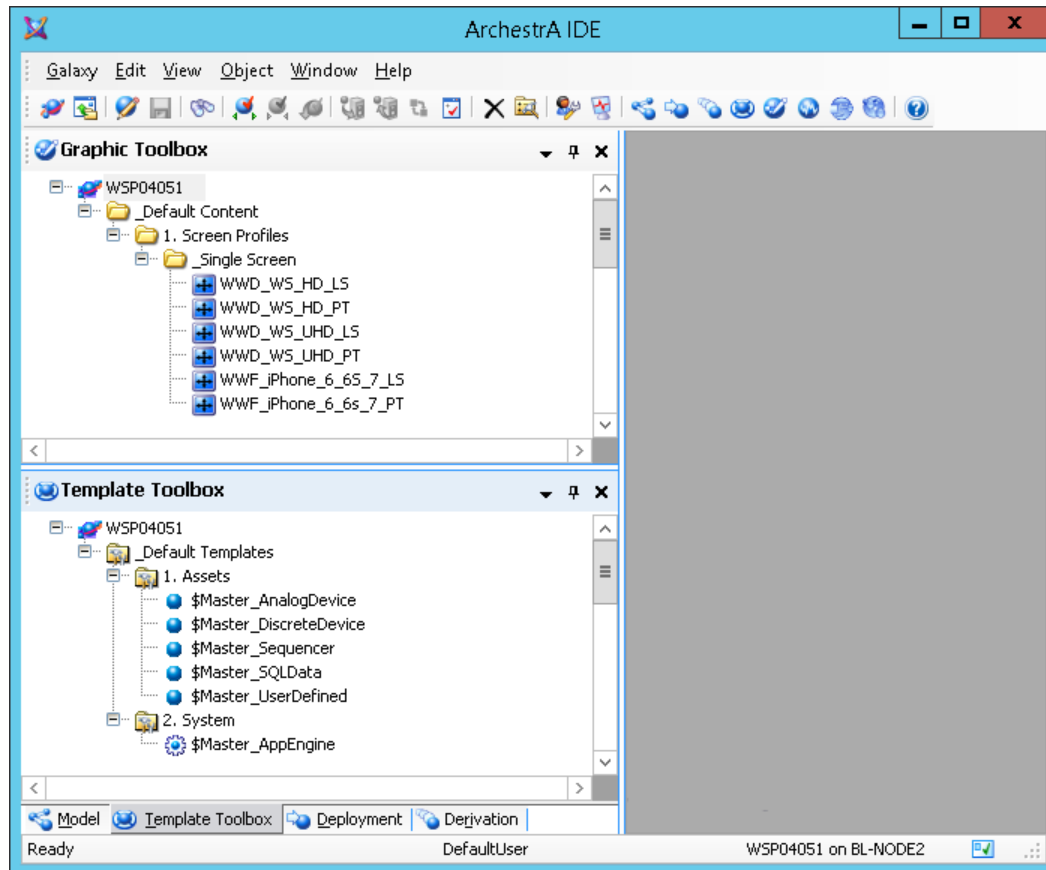 ArchestrA IDE
Galaxy Edit View Object Window Help
Graphic Toolbox
WSP04051
_Default Content
1. Screen Profiles
_Single Screen
WWD_WS_HD_LS
WWD_WS_HD_PT
WWD_WS_UHD_LS
WWD_WS_UHD_PT
WWF_iPhone_6_6S_7_LS
WWF_iPhone_6_6s_7_PT
Template Toolbox
WSP04051
_Default Templates
1. Assets
$Master_AnalogDevice
$Master_DiscreteDevice
$Master_Sequencer
$Master_SQLData
$Master_UserDefined
2. System
$Master_AppEngine
Model Template Toolbox Deployment Derivation
Ready DefaultUser WSP04051 on BL-NODE2